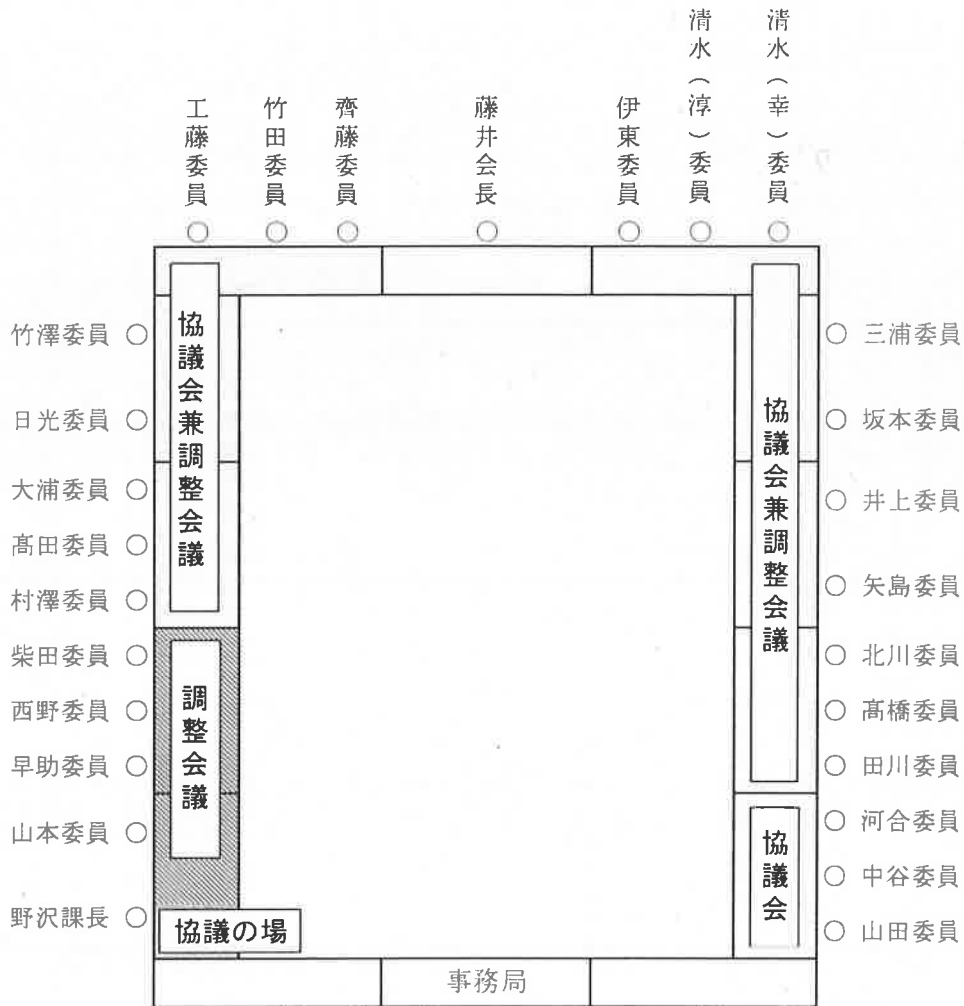 工藤委員
竹田委員
齊藤委員
藤井会長
伊東委員
清水（淳）委員
清水（幸）委員
竹澤委員
日光委員
大浦委員
髙田委員
村澤委員
柴田委員
西野委員
早助委員
山本委員
野沢課長
協議会兼調整会議
調整会議
協議の場
協議会兼調整会議
協議会
三浦委員
坂本委員
井上委員
矢島委員
北川委員
髙橋委員
田川委員
河合委員
中谷委員
山田委員
事務局